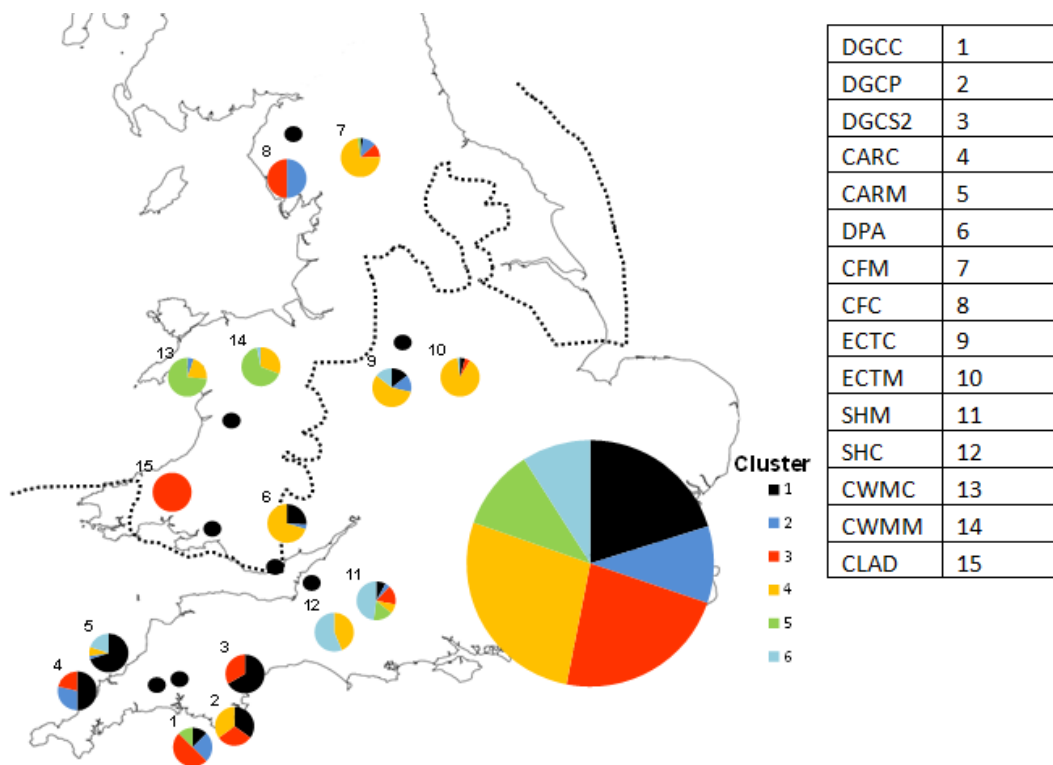 7
8
13
14
9
10
15
6
11
12
5
4
3
2
1
Cluster
1
2
3
4
5
6
DGCC 1
DGCP 2
DGCS2 3
CARC 4
CARM 5
DPA 6
CFM 7
CFC 8
ECTC 9
ECTM 10
SHM 11
SHC 12
CWMC 13
CWMM 14
CLAD 15